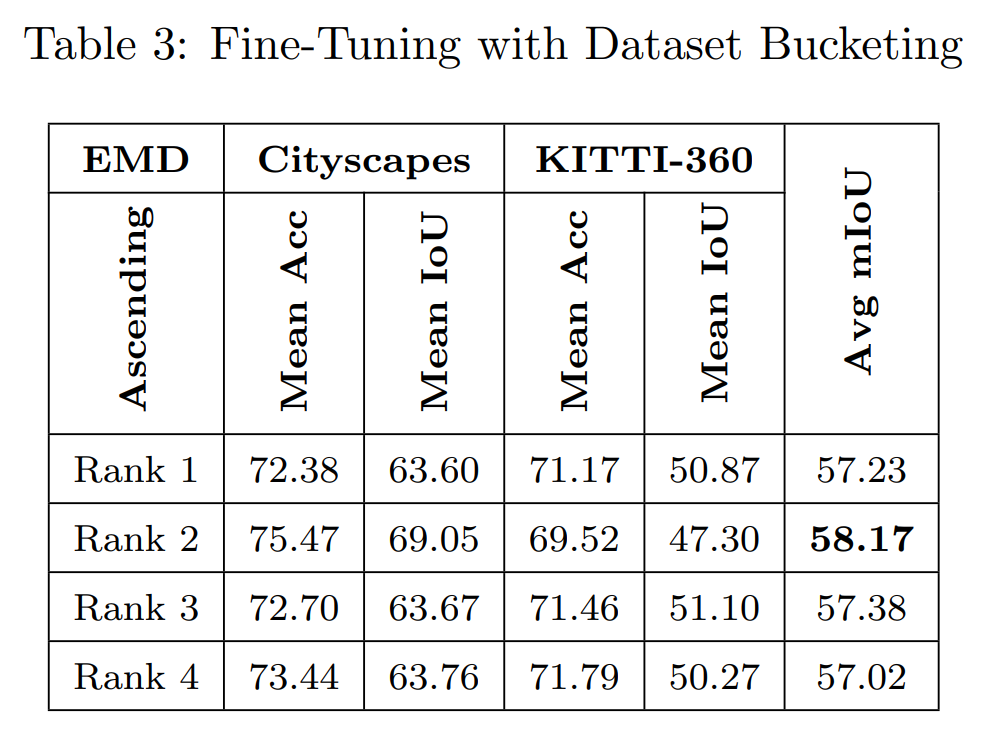 Table 3: Fine-Tuning with Dataset Bucketing
EMD Cityscapes KITTI-360 Avg mIoU
Ascending Mean Acc Mean IoU Mean Acc Mean IoU
Rank 1 72.38 63.60 71.17 50.87 57.23
Rank 2 75.47 69.05 69.52 47.30 58.17
Rank 3 72.70 63.67 71.46 51.10 57.38
Rank 4 73.44 63.76 71.79 50.27 57.02